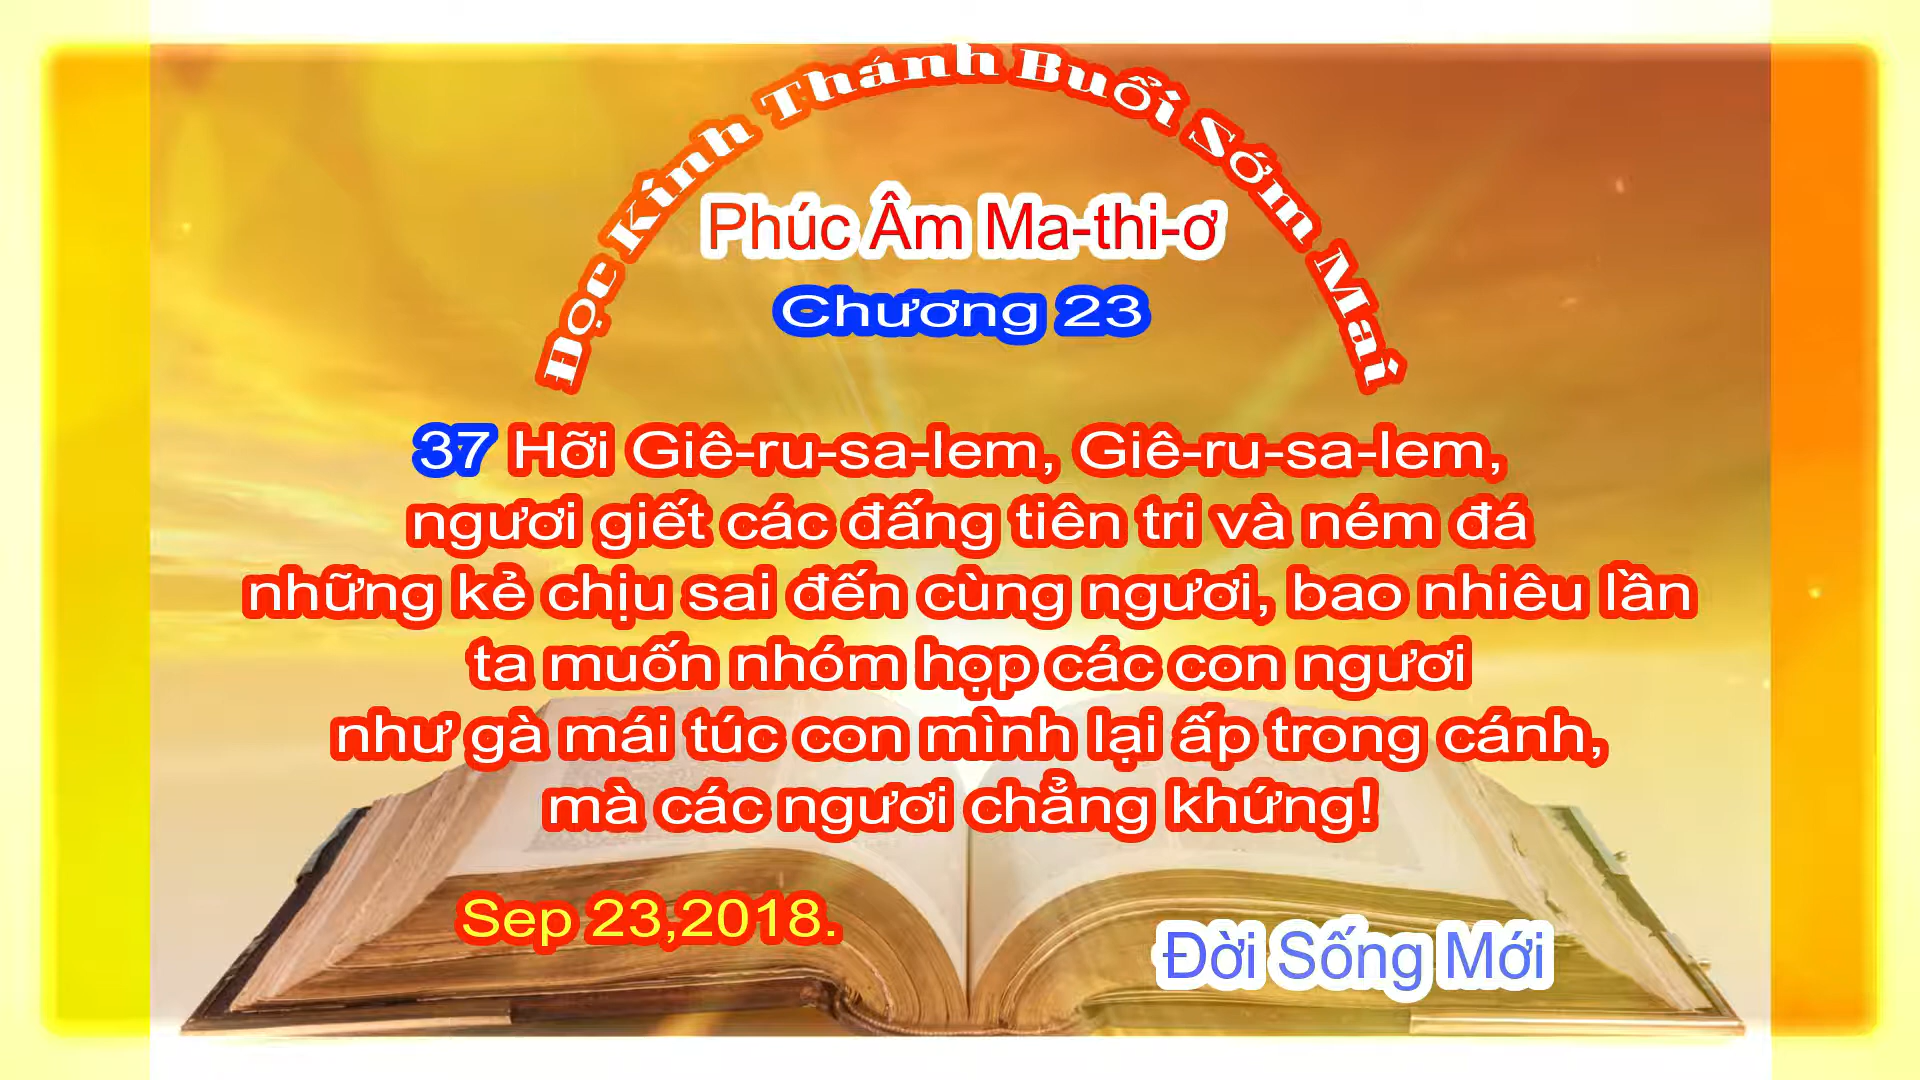 Đọc Kinh Thánh Buổi Sớm Mai
Phúc Âm Ma-thi-ơ
Chương 23
37 Hỡi Giê-ru-sa-lem, Giê-ru-sa-lem,
ngươi giết các đấng tiên tri và ném đá
những kẻ chịu sai đến cùng ngươi, bao nhiêu lần
ta muốn nhóm họp các con ngươi
như gà mái túc con mình lại ấp trong cánh,
mà các ngươi chẳng khứng!
Sep 23,2018.
Đời Sống Mới